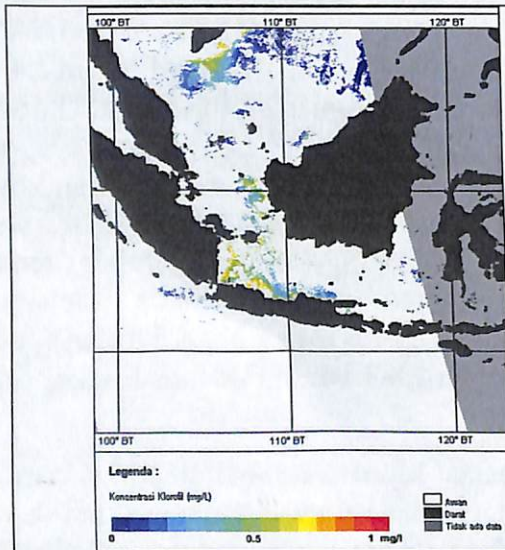 100° BT 110° BT 120° BT
100° BT 110° BT 120° BT
Legenda :
Konsentrasi Klorofil (mg/L)
0 0.5 1 mg/l
Awan
Darat
Tidak ada data